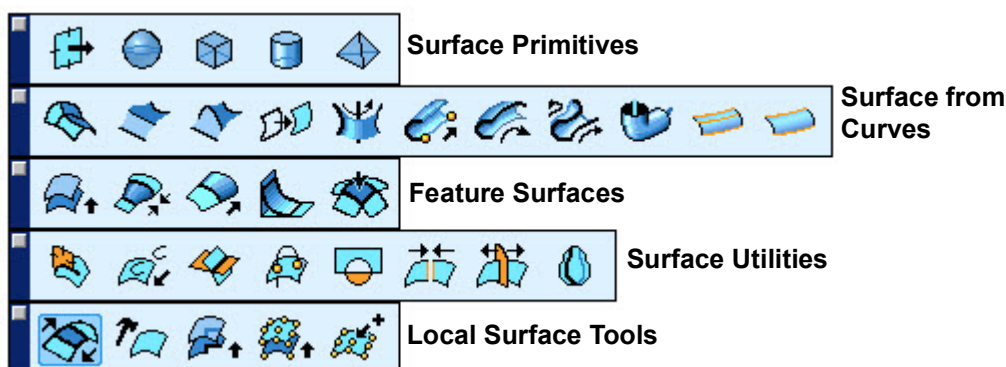 Surface Primitives
Surface from
Curves
Feature Surfaces
Surface Utilities
Local Surface Tools